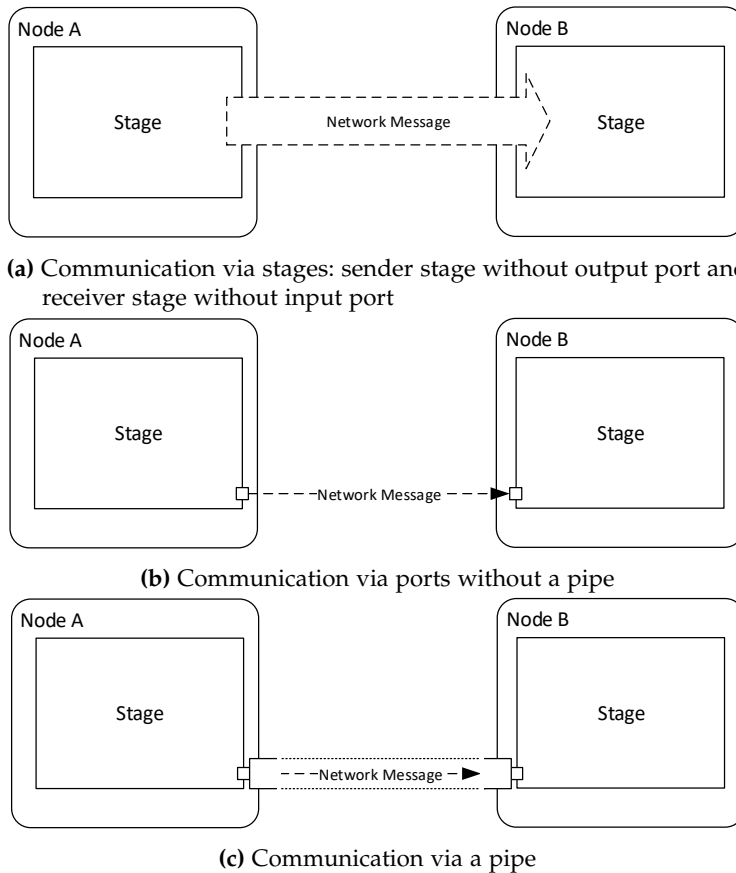 Node A
Node B
Stage
Network Message
Stage
(a) Communication via stages: sender stage without output port and
receiver stage without input port
Node A
Node B
Stage
Stage
Network Message
(b) Communication via ports without a pipe
Node A
Node B
Stage
Stage
Network Message
(c) Communication via a pipe